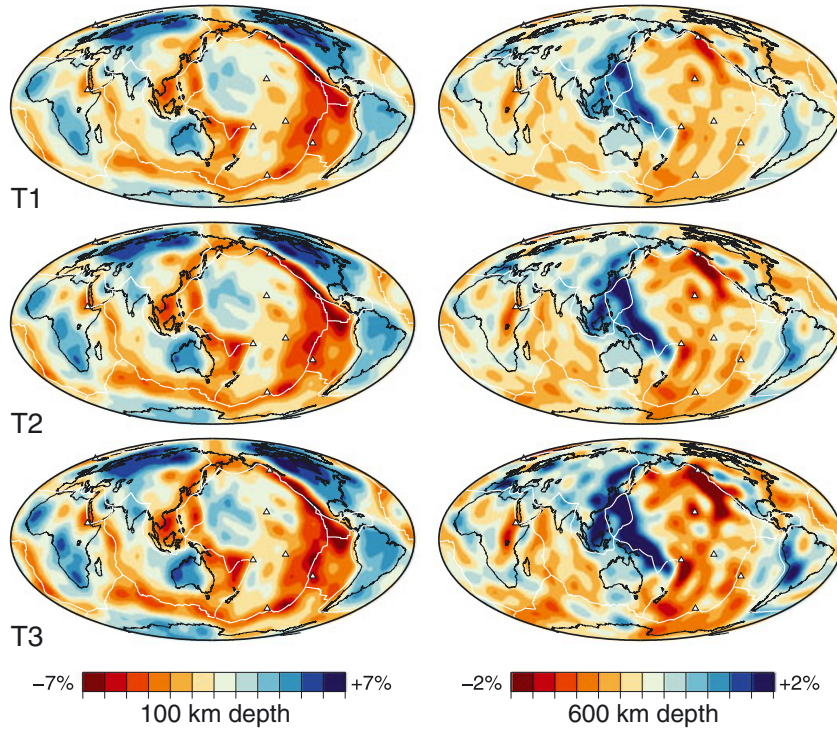 T1
T2
T3
−7% +7%
100 km depth
−2% +2%
600 km depth